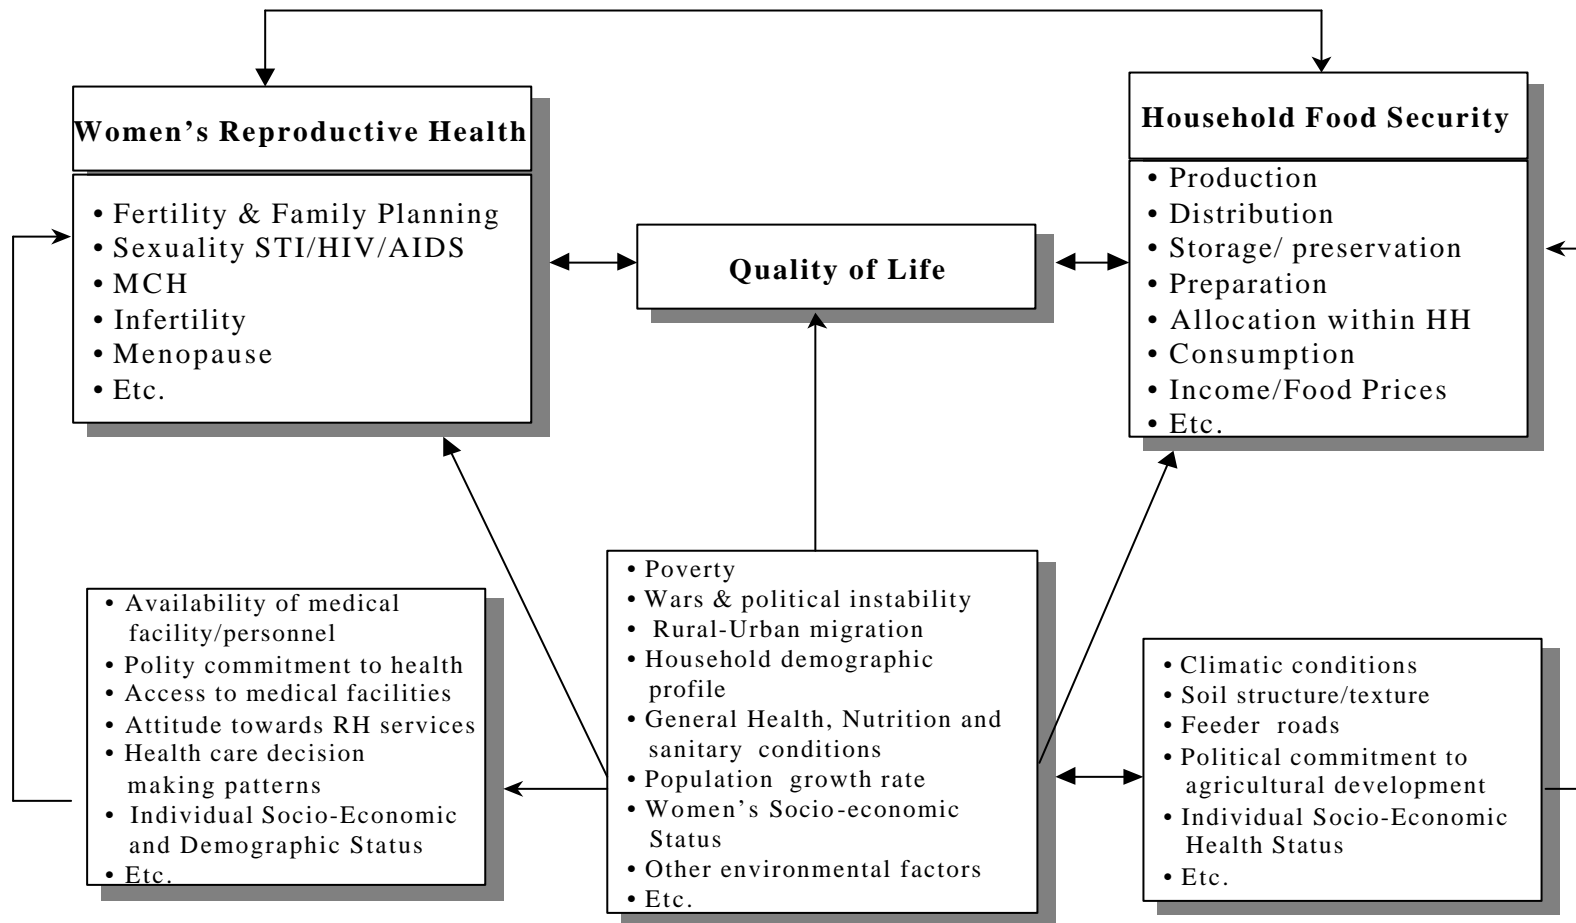 Women's Reproductive Health
• Fertility & Family Planning
• Sexuality STI/HIV/AIDS
• MCH
• Infertility
• Menopause
• Etc.
Quality of Life
Household Food Security
• Production
• Distribution
• Storage/ preservation
• Preparation
• Allocation within HH
• Consumption
• Income/Food Prices
• Etc.
• Availability of medical
facility/personnel
• Polity commitment to health
• Access to medical facilities
• Attitude towards RH services
• Health care decision
making patterns
• Individual Socio-Economic
and Demographic Status
• Etc.
• Poverty
• Wars & political instability
• Rural-Urban migration
• Household demographic
profile
• General Health, Nutrition and
sanitary conditions
• Population growth rate
• Women's Socio-economic
Status
• Other environmental factors
• Etc.
• Climatic conditions
• Soil structure/texture
• Feeder roads
• Political commitment to
agricultural development
• Individual Socio-Economic
Health Status
• Etc.